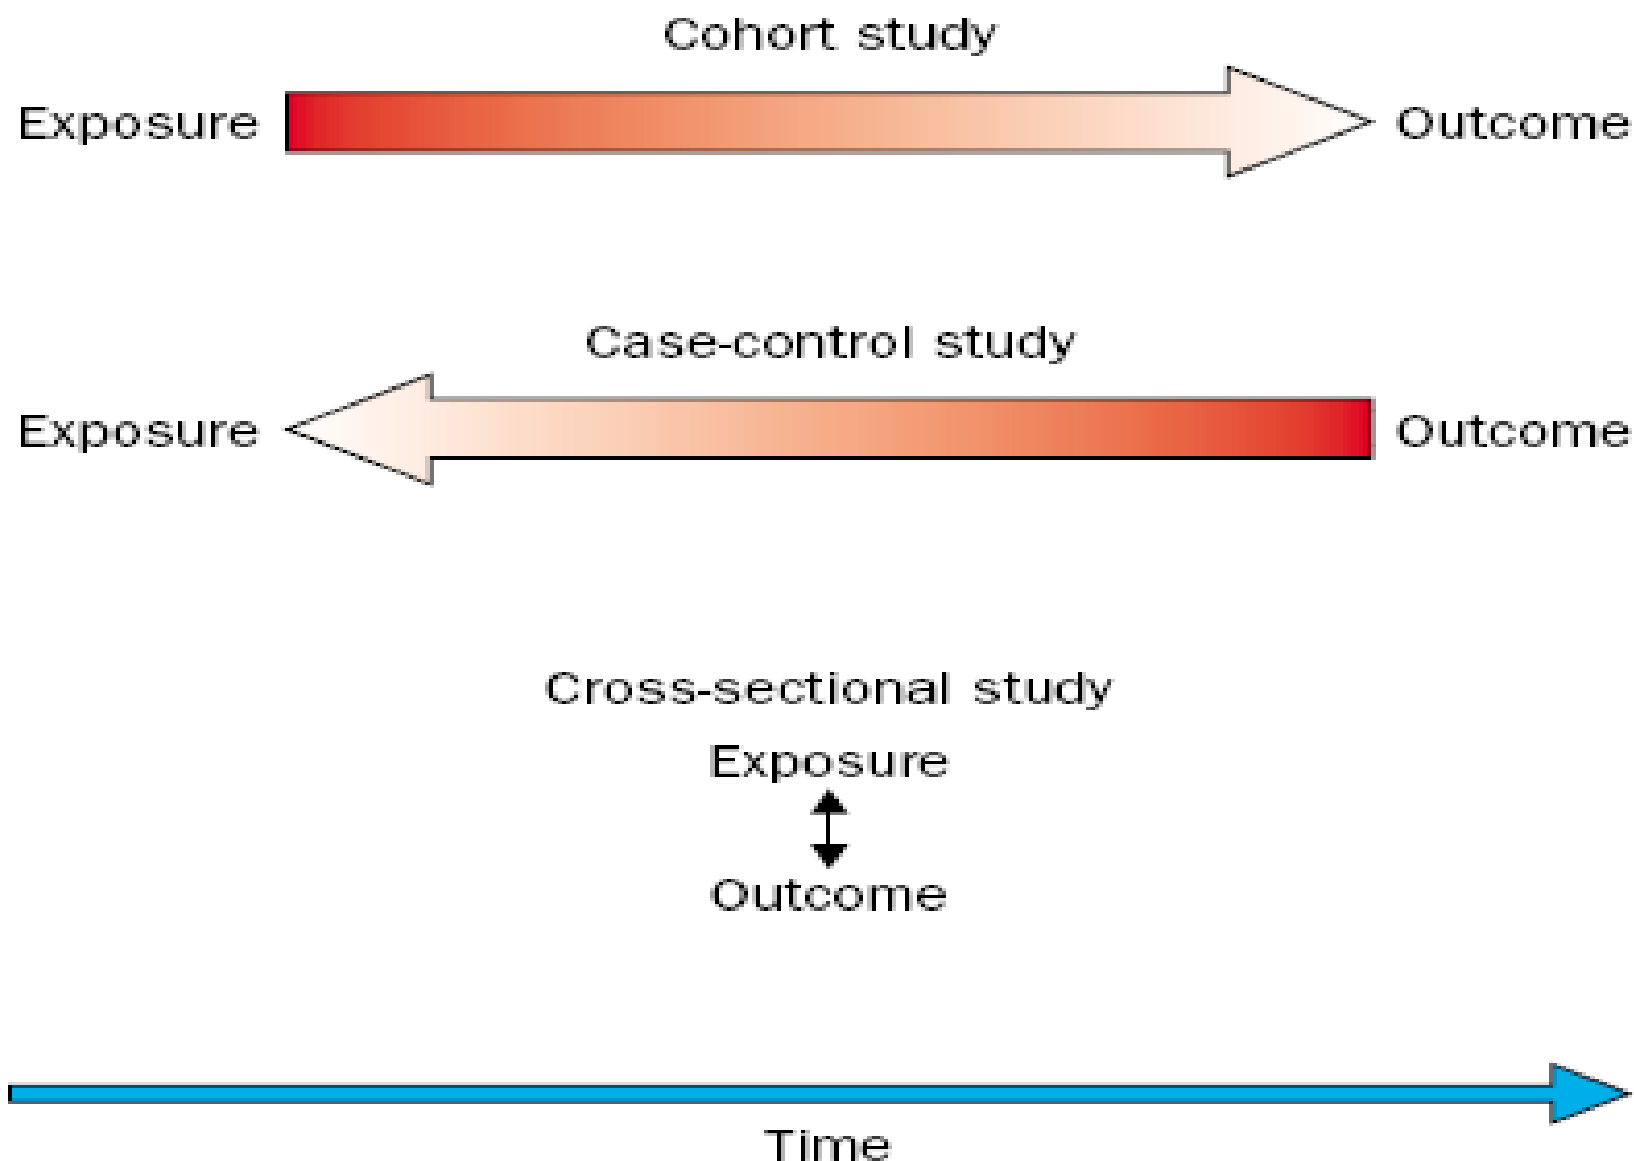 Cohort study
Exposure Outcome
Case-control study
Exposure Outcome
Cross-sectional study
Exposure
Outcome
Time